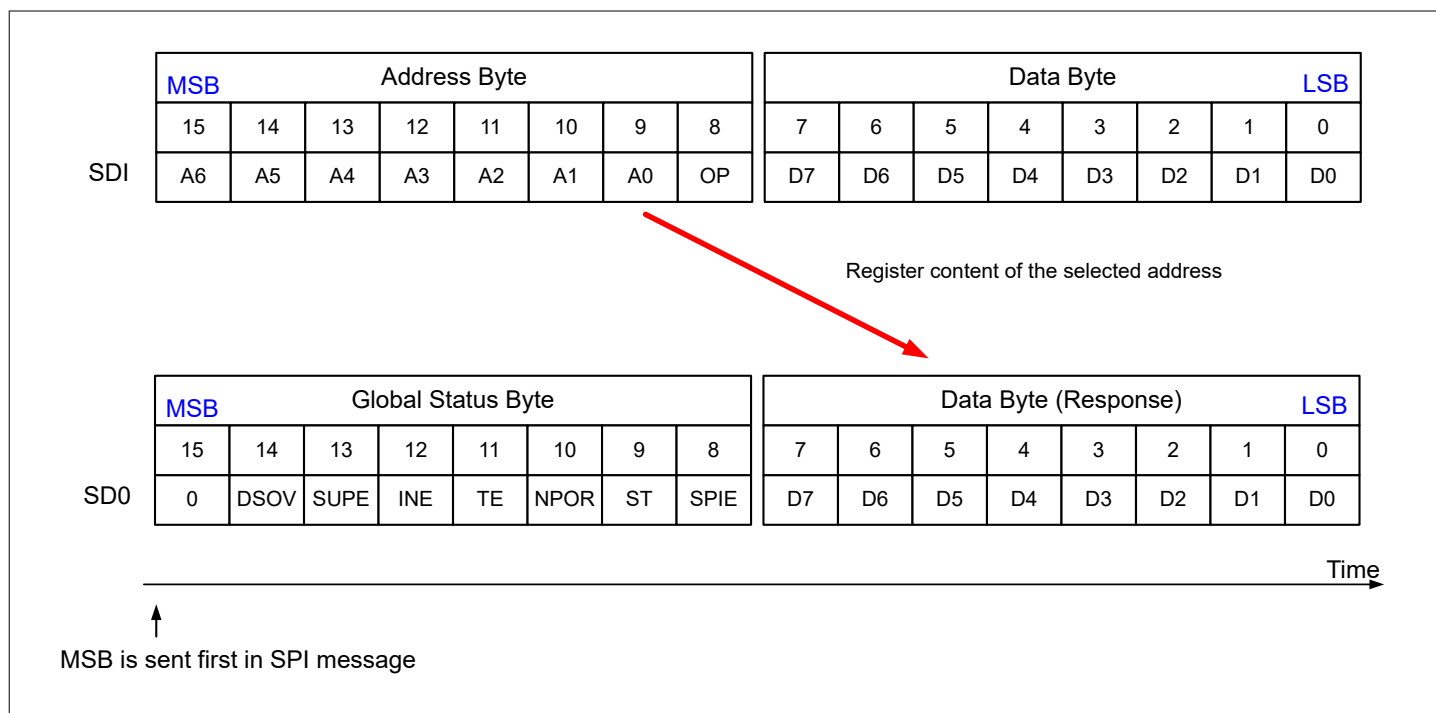 MSB Address Byte Data Byte LSB
15 14 13 12 11 10 9 8 7 6 5 4 3 2 1 0
SDI A6 A5 A4 A3 A2 A1 A0 OP D7 D6 D5 D4 D3 D2 D1 D0
Register content of the selected address
MSB Global Status Byte Data Byte (Response) LSB
15 14 13 12 11 10 9 8 7 6 5 4 3 2 1 0
SD0 0 DSOV SUPE INE TE NPOR ST SPIE D7 D6 D5 D4 D3 D2 D1 D0
Time
MSB is sent first in SPI message